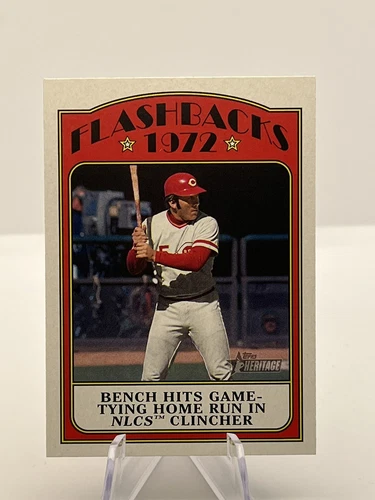 FLASHBACKS
1972
Topps
HERITAGE
BENCH HITS GAME-
TYING HOME RUN IN
NLCS™ CLINCHER